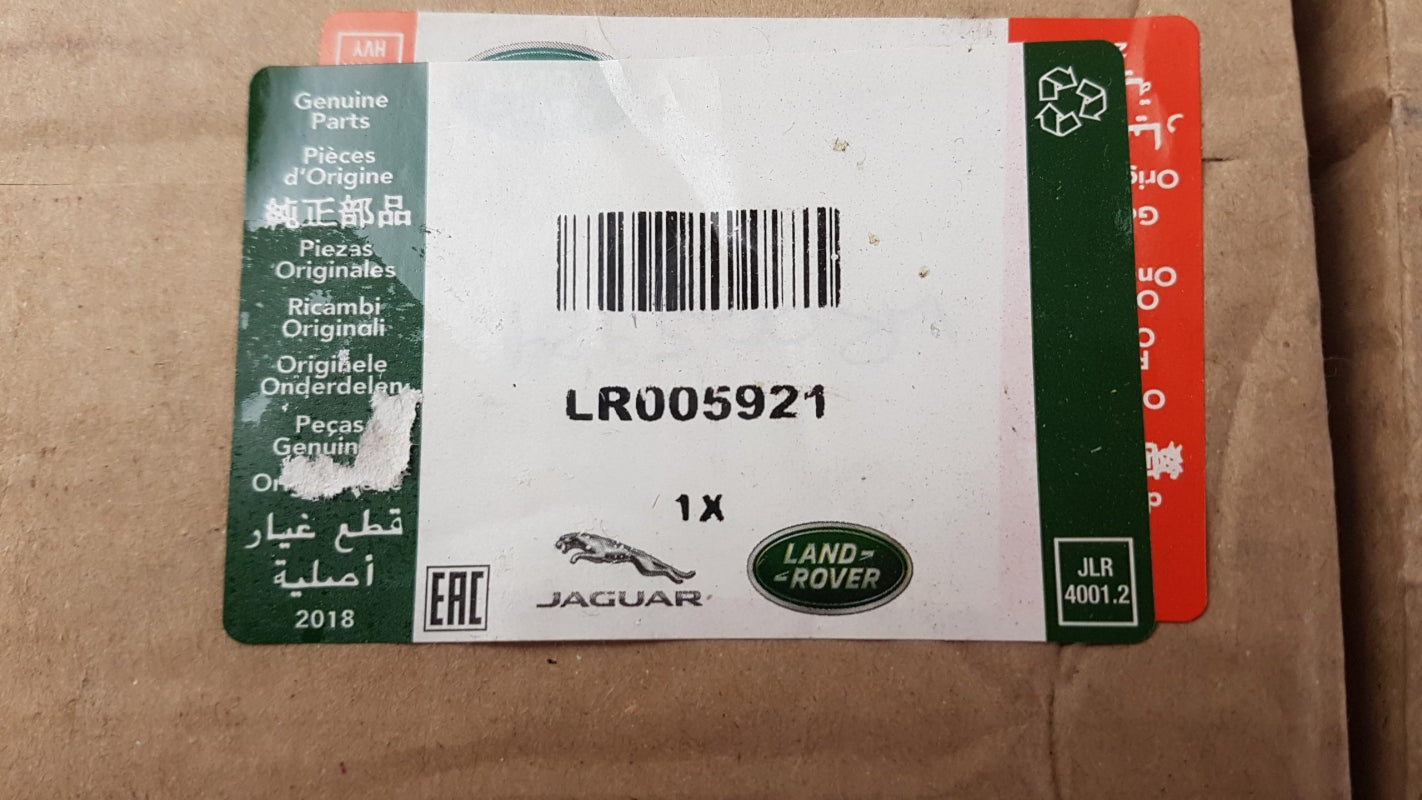 Genuine
Parts
Pièces
d'Origine
純正部品
Piezas
Originales
Ricambi
Originali
Originele
Onderdelen
Peças
قطع غيار
أصلية
2018
LR005921
1X
EAC
JAGUAR
LAND-
-ROVER
JLR
4001.2
HVY